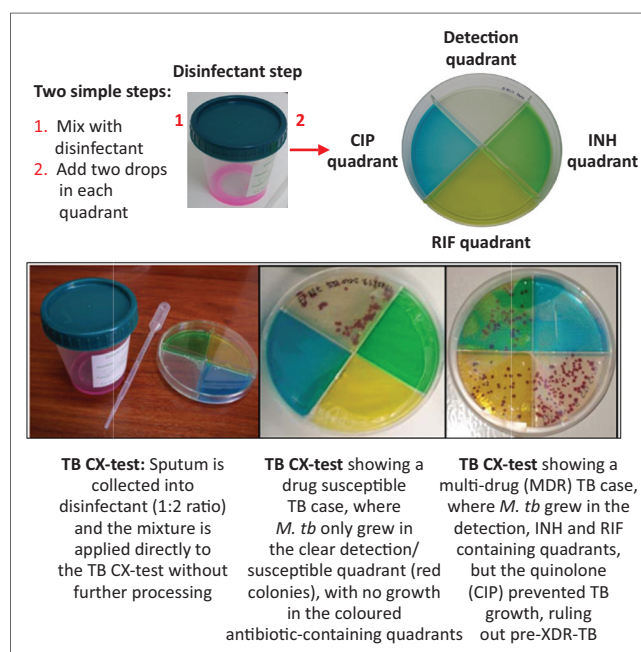 Two simple steps:
1. Mix with
disinfectant
2. Add two drops
in each
quadrant
Disinfectant step
1
2
Detection
quadrant
CIP
quadrant
INH
quadrant
RIF quadrant
TB CX-test: Sputum is
collected into
disinfectant (1:2 ratio)
and the mixture is
applied directly to
the TB CX-test without
further processing
TB CX-test showing a
drug susceptible
TB case, where
M. tb only grew in
the clear detection/
susceptible quadrant (red
colonies), with no growth
in the coloured
antibiotic-containing quadrants
TB CX-test showing a
multi-drug (MDR) TB case,
where M. tb grew in the
detection, INH and RIF
containing quadrants,
but the quinolone
(CIP) prevented TB
growth, ruling
out pre-XDR-TB